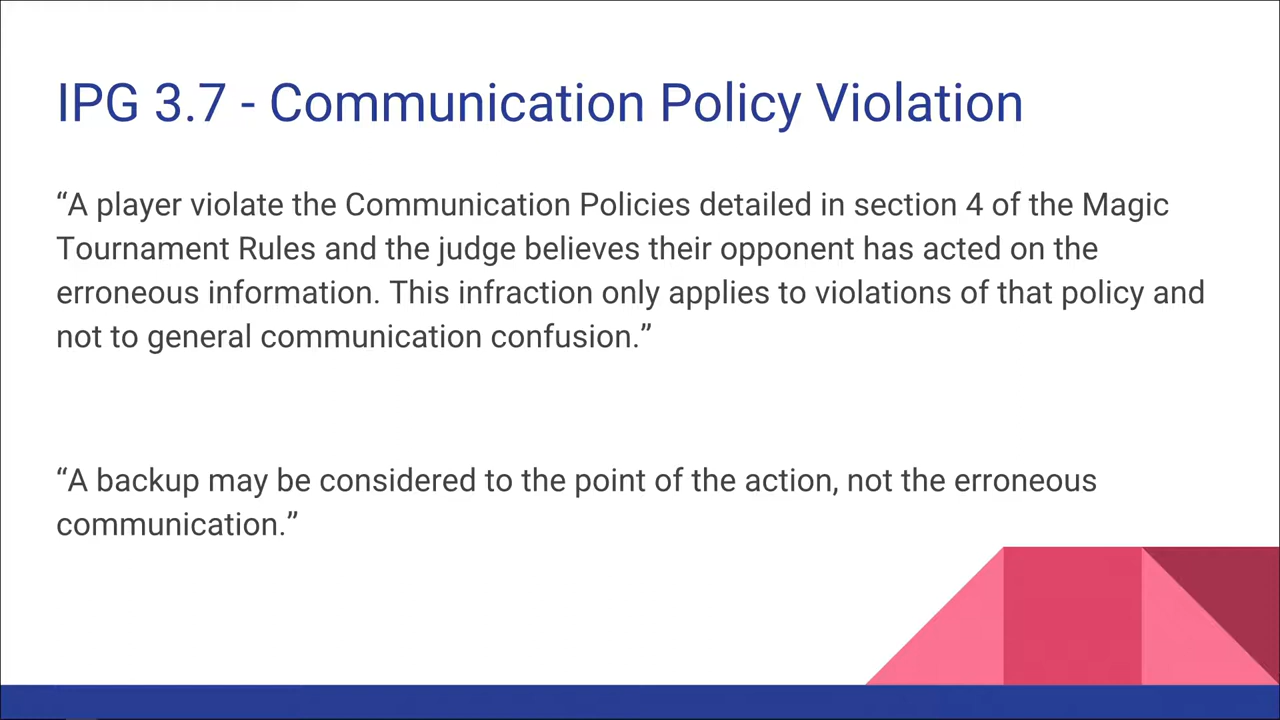 IPG 3.7 - Communication Policy Violation
“A player violate the Communication Policies detailed in section 4 of the Magic
Tournament Rules and the judge believes their opponent has acted on the
erroneous information. This infraction only applies to violations of that policy and
not to general communication confusion.”
“A backup may be considered to the point of the action, not the erroneous
communication.”